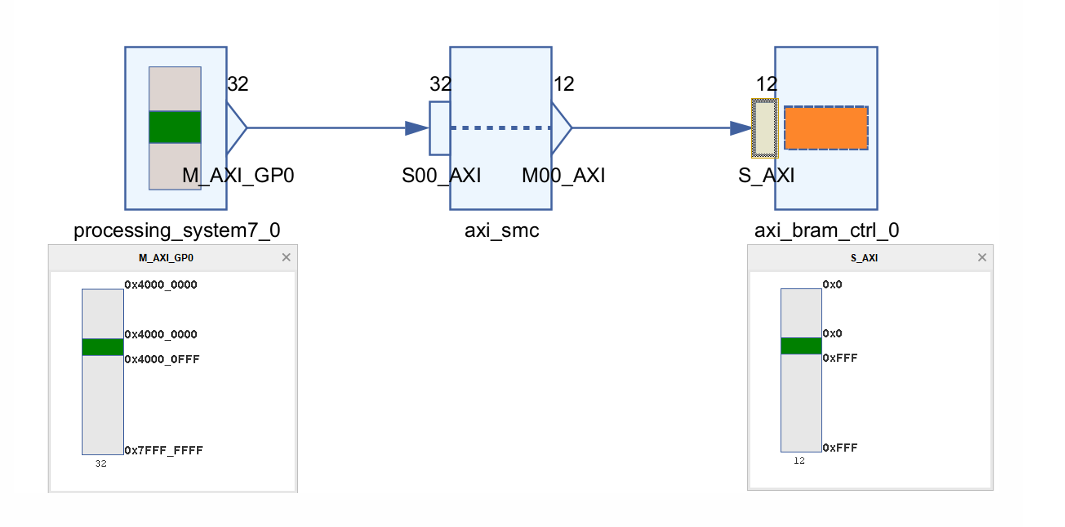 32
32
12
12
M_AXI_GP0
S00_AXI
M00_AXI
S_AXI
processing_system7_0
axi_smc
axi_bram_ctrl_0
M_AXI_GP0
0x4000_0000
0x4000_0000
0x4000_0FFF
0x7FFF_FFFF
32
S_AXI
0x0
0x0
0xFFF
0xFFF
12